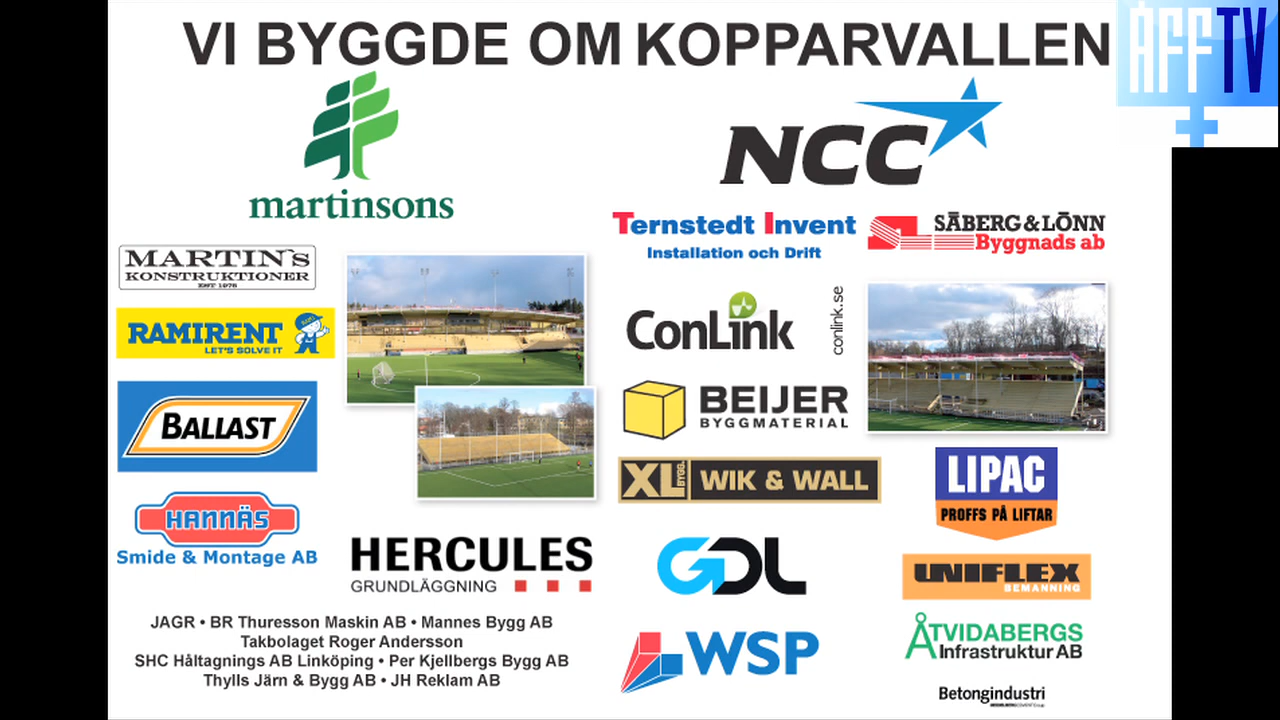 VI BYGGDE OM KOPPARVALLEN
ÅFF TV
martinsons
NCC
Ternstedt Invent
Installation och Drift
SÄBERG & LÖNN
Byggnads ab
MARTIN`s
KONSTRUKTIONER
EST 1976
RAMIRENT
LET'S SOLVE IT
ConLink
conlink.se
BALLAST
BEIJER
BYGGMATERIAL
XL BYGG. WIK & WALL
LIPAC
PROFFS PÅ LIFTAR
HANNÄS
Smide & Montage AB
HERCULES
GRUNDLÄGGNING
GDL
UNIFLEX
BEMANNING
JAGR • BR Thuresson Maskin AB • Mannes Bygg AB
Takbolaget Roger Andersson
SHC Håltagnings AB Linköping • Per Kjellbergs Bygg AB
Thylls Järn & Bygg AB • JH Reklam AB
WSP
ÅTVIDABERGS
Infrastruktur AB
Betongindustri